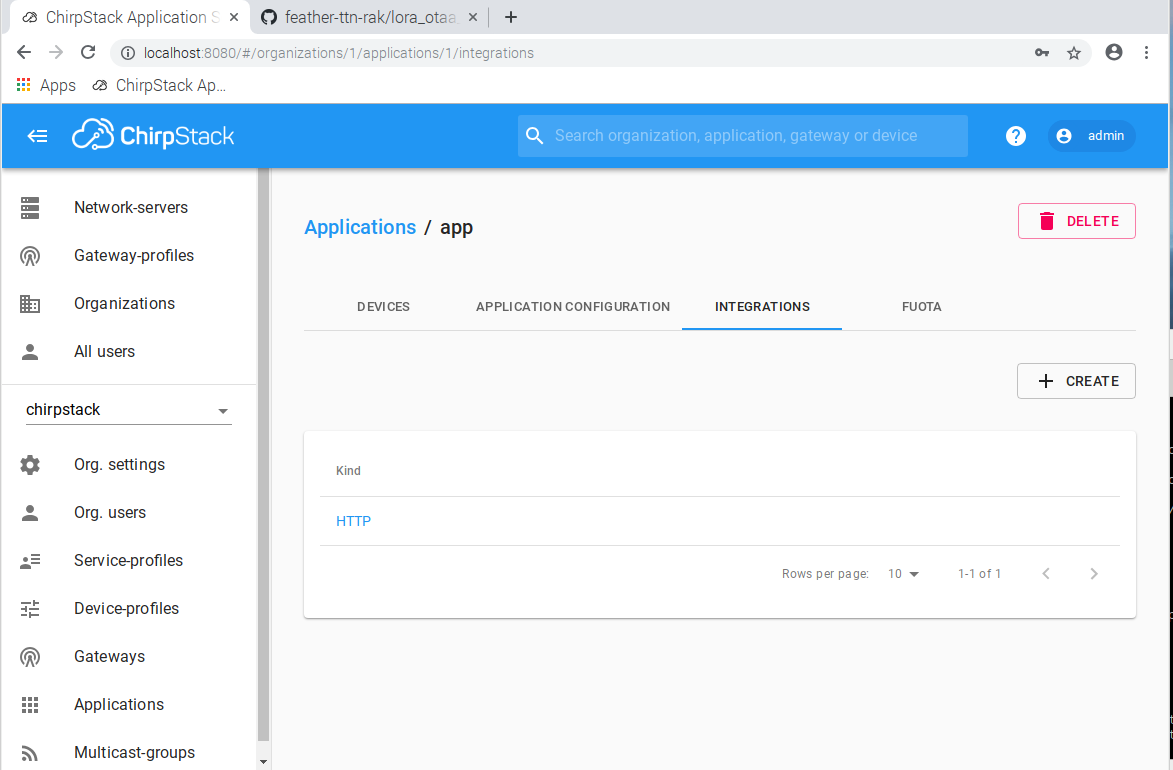 ChirpStack Application S
feather-ttn-rak/lora_otaa
localhost:8080/#/organizations/1/applications/1/integrations
Apps
ChirpStack Ap...
ChirpStack
Search organization, application, gateway or device
admin
Network-servers
Gateway-profiles
Organizations
All users
chirpstack
Org. settings
Org. users
Service-profiles
Device-profiles
Gateways
Applications
Multicast-groups
Applications / app
DELETE
DEVICES APPLICATION CONFIGURATION INTEGRATIONS FUOTA
CREATE
Kind
HTTP
Rows per page: 10 1-1 of 1